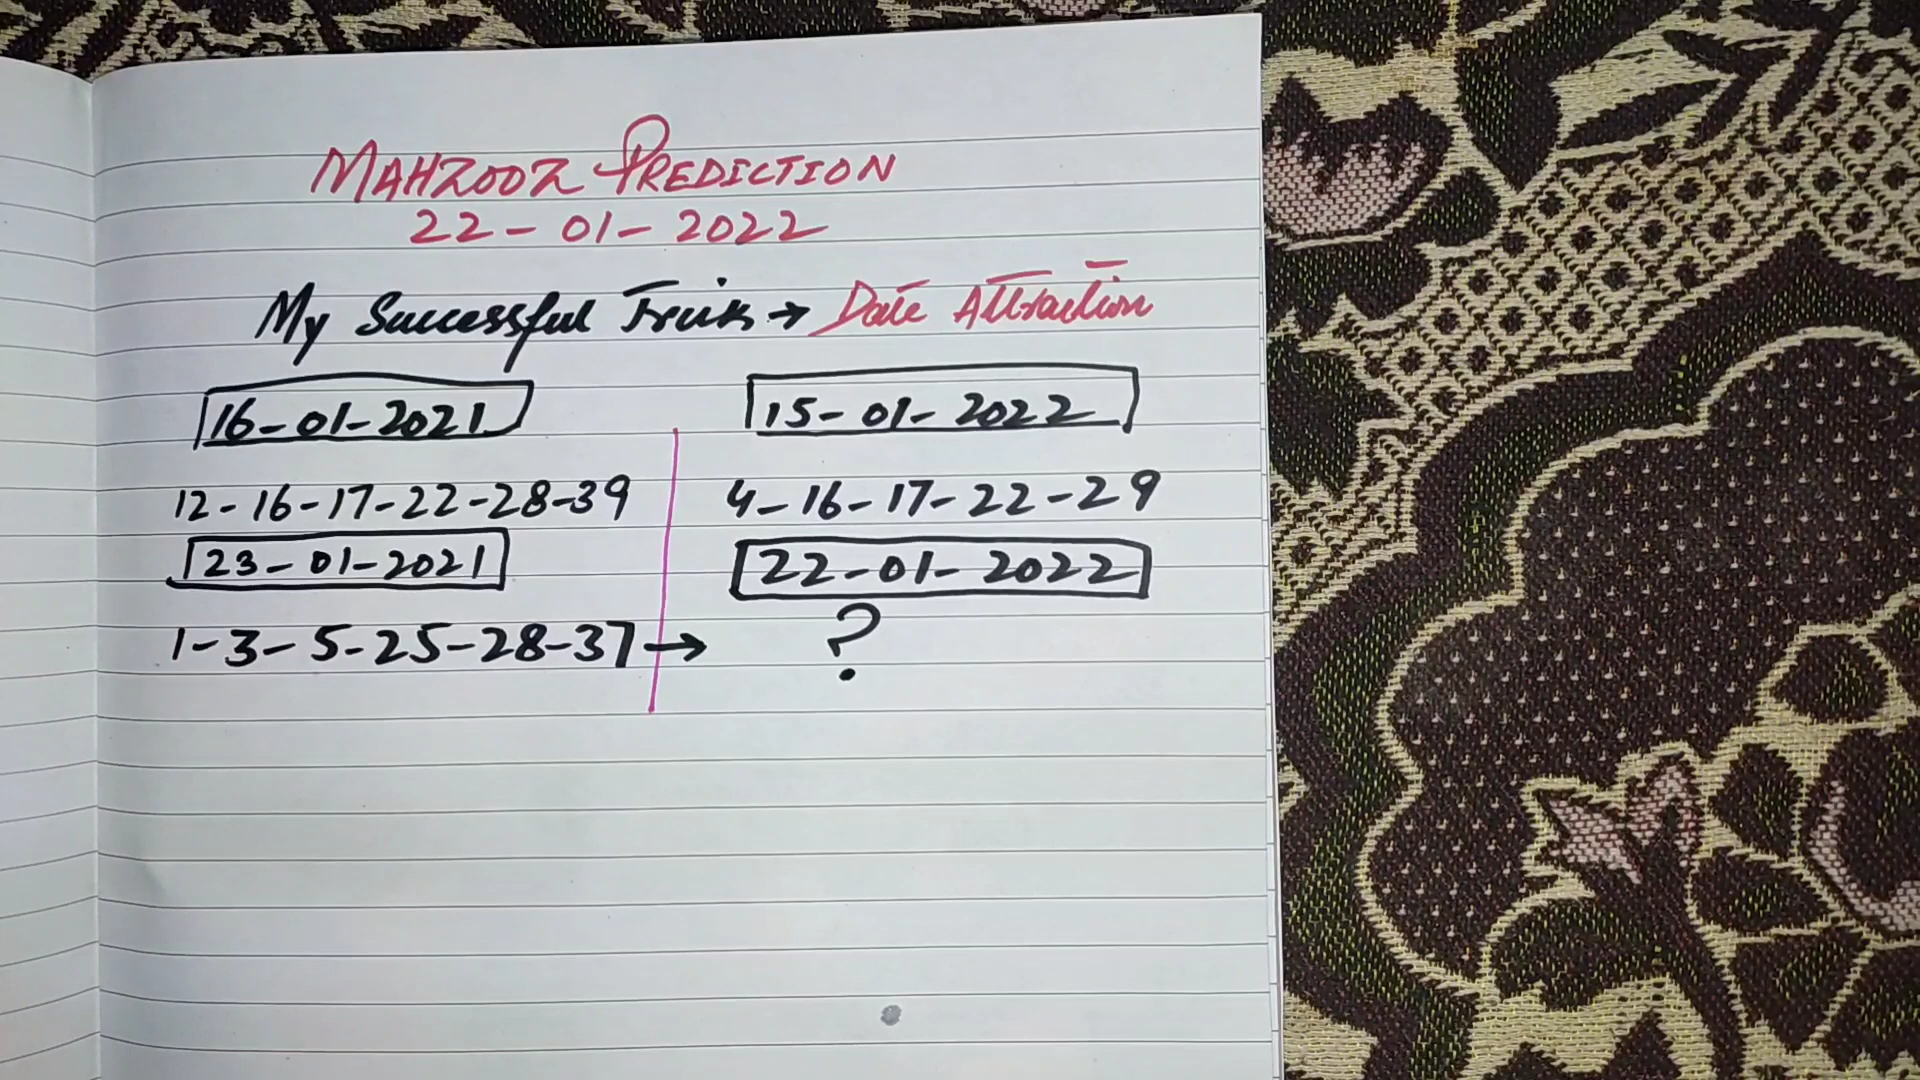 MAHZOOZ PREDICTION
22-01-2022
My Successful Trick → Date Attraction
16-01-2021
15-01-2022
12-16-17-22-28-39
4-16-17-22-29
23-01-2021
22-01-2022
1-3-5-25-28-37 → ?